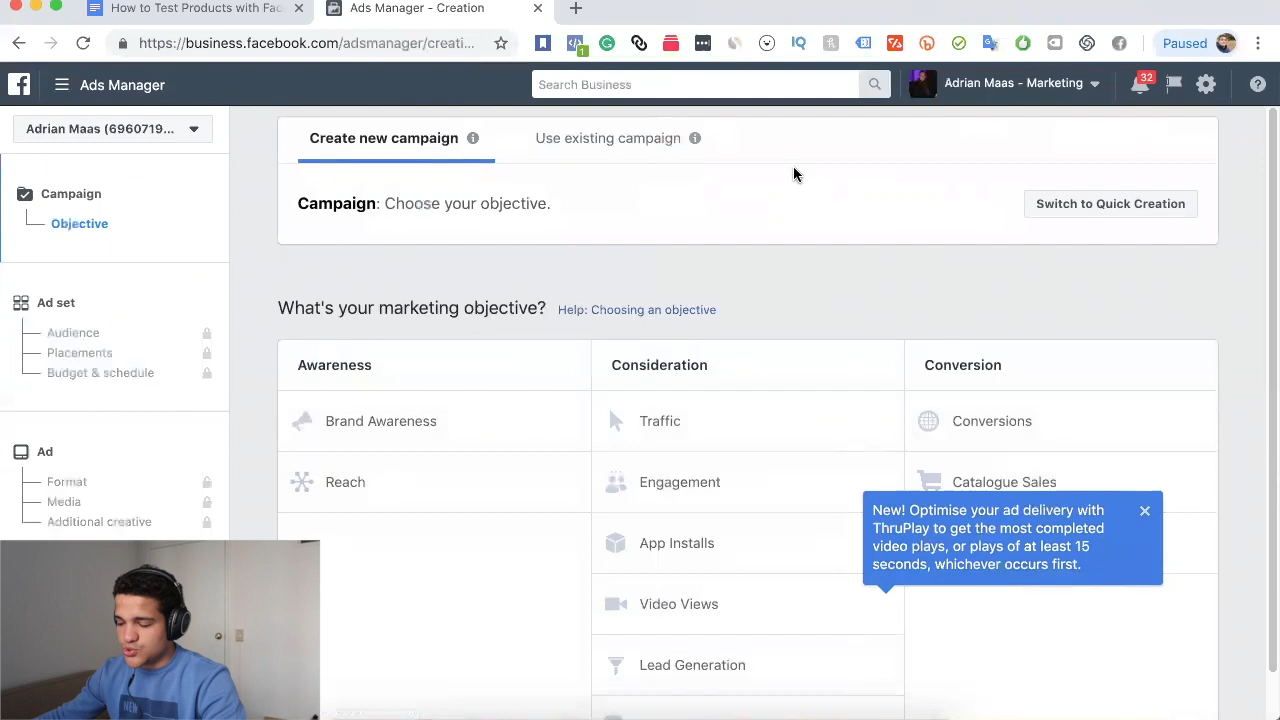 How to Test Products with Fac
Ads Manager - Creation
https://business.facebook.com/adsmanager/creati...
1
Paused
Ads Manager
Search Business
Adrian Maas - Marketing
32
Adrian Maas (6960719...
Create new campaign
Use existing campaign
Campaign: Choose your objective.
Switch to Quick Creation
Campaign
Objective
Ad set
Audience
Placements
Budget & schedule
Ad
Format
Media
Additional creative
What's your marketing objective?
Help: Choosing an objective
Awareness
Consideration
Conversion
Brand Awareness
Traffic
Conversions
Reach
Engagement
Catalogue Sales
App Installs
Video Views
Lead Generation
New! Optimise your ad delivery with
ThruPlay to get the most completed
video plays, or plays of at least 15
seconds, whichever occurs first.
NEW